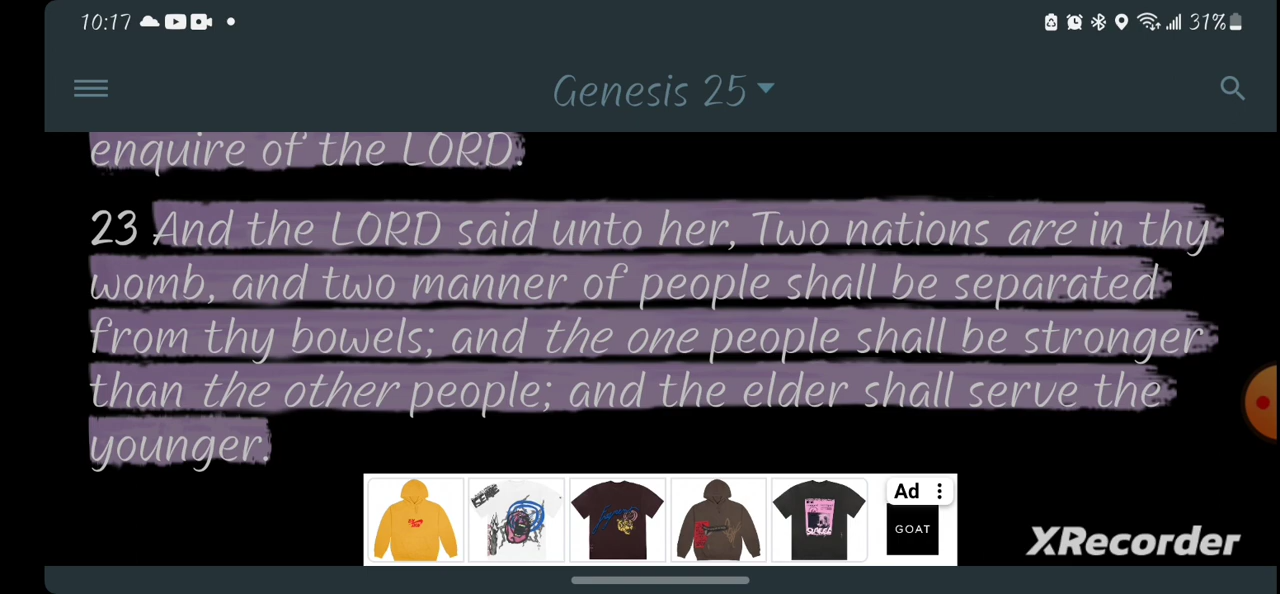 10:17 31%
Genesis 25
enquire of the LORD.
23 And the LORD said unto her, Two nations are in thy
womb, and two manner of people shall be separated
from thy bowels; and the one people shall be stronger
than the other people; and the elder shall serve the
younger.
Ad
GOAT
XRecorder